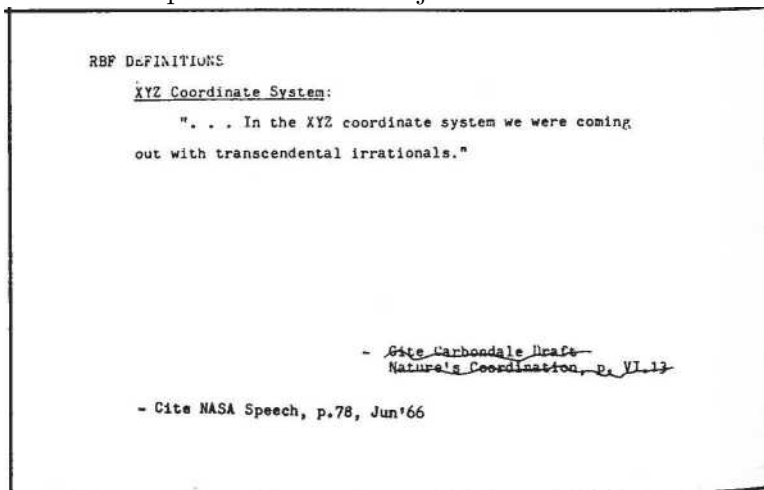 RBF DEFINITIONS
XYZ Coordinate System:
". . . In the XYZ coordinate system we were coming
out with transcendental irrationals."
- Cite Carbondale Draft
Nature's Coordination, p. VI.13
- Cite NASA Speech, p.78, Jun'66